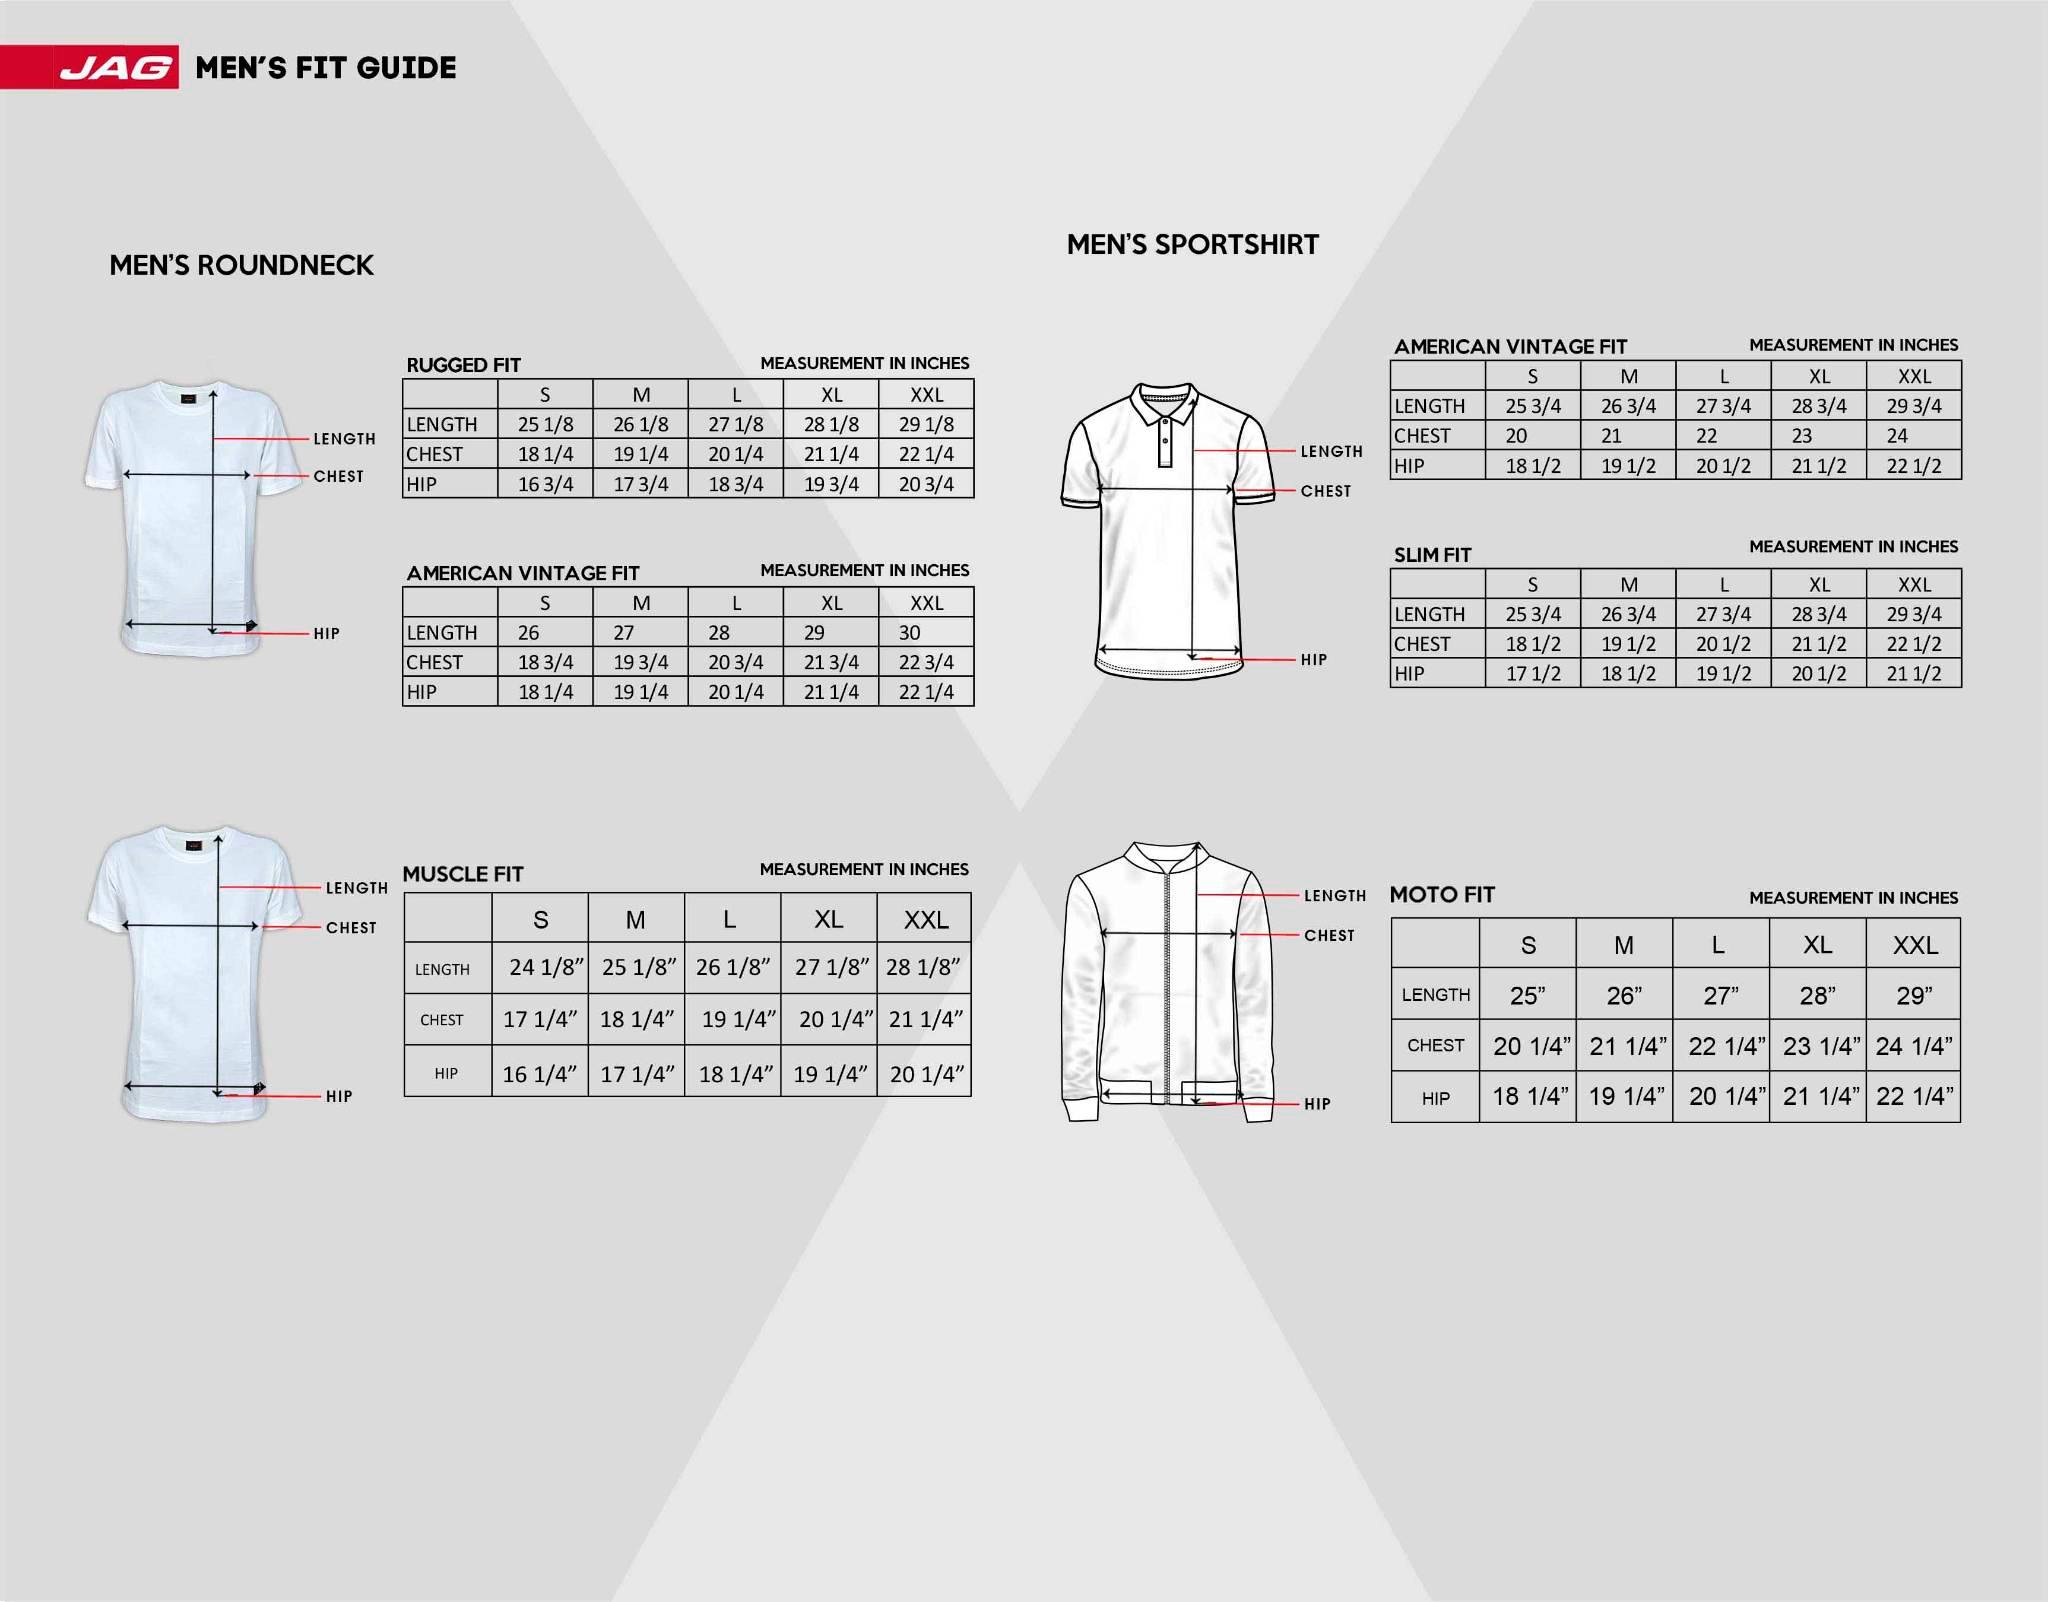 JAG MEN'S FIT GUIDE
MEN'S ROUNDNECK
LENGTH
CHEST
HIP
RUGGED FIT MEASUREMENT IN INCHES
S M L XL XXL
LENGTH 25 1/8 26 1/8 27 1/8 28 1/8 29 1/8
CHEST 18 1/4 19 1/4 20 1/4 21 1/4 22 1/4
HIP 16 3/4 17 3/4 18 3/4 19 3/4 20 3/4
AMERICAN VINTAGE FIT MEASUREMENT IN INCHES
S M L XL XXL
LENGTH 26 27 28 29 30
CHEST 18 3/4 19 3/4 20 3/4 21 3/4 22 3/4
HIP 18 1/4 19 1/4 20 1/4 21 1/4 22 1/4
LENGTH
CHEST
HIP
MUSCLE FIT MEASUREMENT IN INCHES
S M L XL XXL
LENGTH 24 1/8” 25 1/8” 26 1/8” 27 1/8” 28 1/8”
CHEST 17 1/4” 18 1/4” 19 1/4” 20 1/4” 21 1/4”
HIP 16 1/4” 17 1/4” 18 1/4” 19 1/4” 20 1/4”
MEN'S SPORTSHIRT
LENGTH
CHEST
HIP
AMERICAN VINTAGE FIT MEASUREMENT IN INCHES
S M L XL XXL
LENGTH 25 3/4 26 3/4 27 3/4 28 3/4 29 3/4
CHEST 20 21 22 23 24
HIP 18 1/2 19 1/2 20 1/2 21 1/2 22 1/2
SLIM FIT MEASUREMENT IN INCHES
S M L XL XXL
LENGTH 25 3/4 26 3/4 27 3/4 28 3/4 29 3/4
CHEST 18 1/2 19 1/2 20 1/2 21 1/2 22 1/2
HIP 17 1/2 18 1/2 19 1/2 20 1/2 21 1/2
LENGTH
CHEST
HIP
MOTO FIT MEASUREMENT IN INCHES
S M L XL XXL
LENGTH 25” 26” 27” 28” 29”
CHEST 20 1/4” 21 1/4” 22 1/4” 23 1/4” 24 1/4”
HIP 18 1/4” 19 1/4” 20 1/4” 21 1/4” 22 1/4”